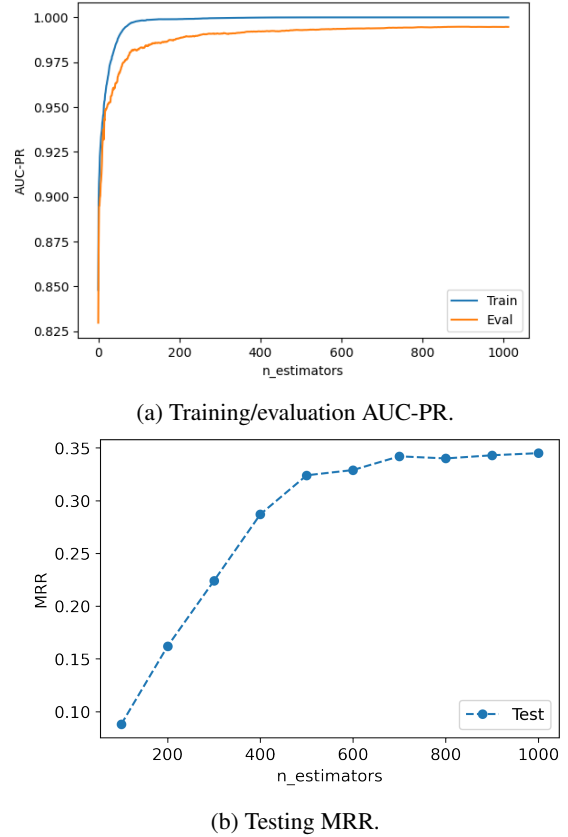 1.000
0.975
0.950
0.925
0.900
0.875
0.850
0.825
AUC-PR
Train
Eval
0 200 400 600 800 1000
n_estimators
(a) Training/evaluation AUC-PR.
0.35
0.30
0.25
0.20
0.15
0.10
MRR
Test
200 400 600 800 1000
n_estimators
(b) Testing MRR.